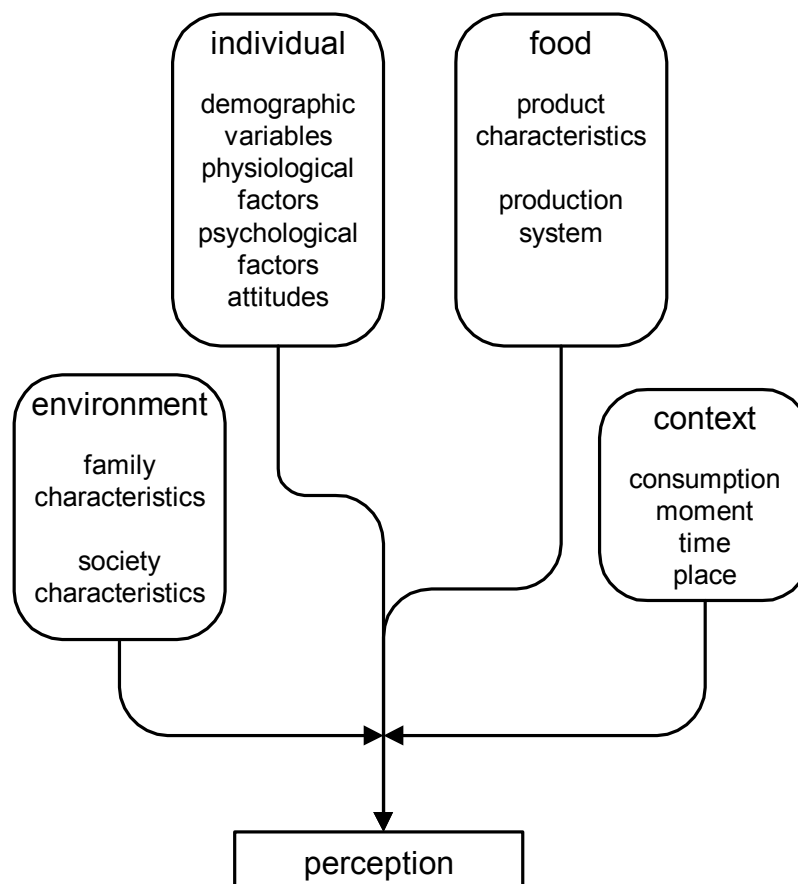 individual
demographic
variables
physiological
factors
psychological
factors
attitudes
food
product
characteristics
production
system
environment
family
characteristics
society
characteristics
context
consumption
moment
time
place
perception